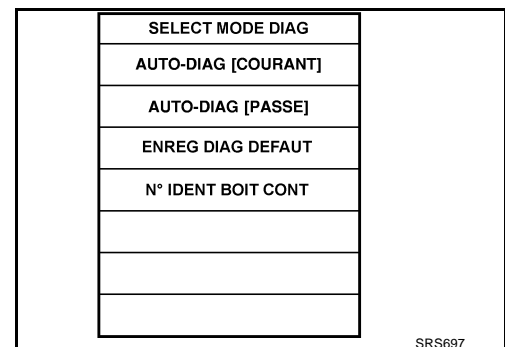 SELECT MODE DIAG
AUTO-DIAG [COURANT]
AUTO-DIAG [PASSE]
ENREG DIAG DEFAUT
N° IDENT BOIT CONT
SRS697